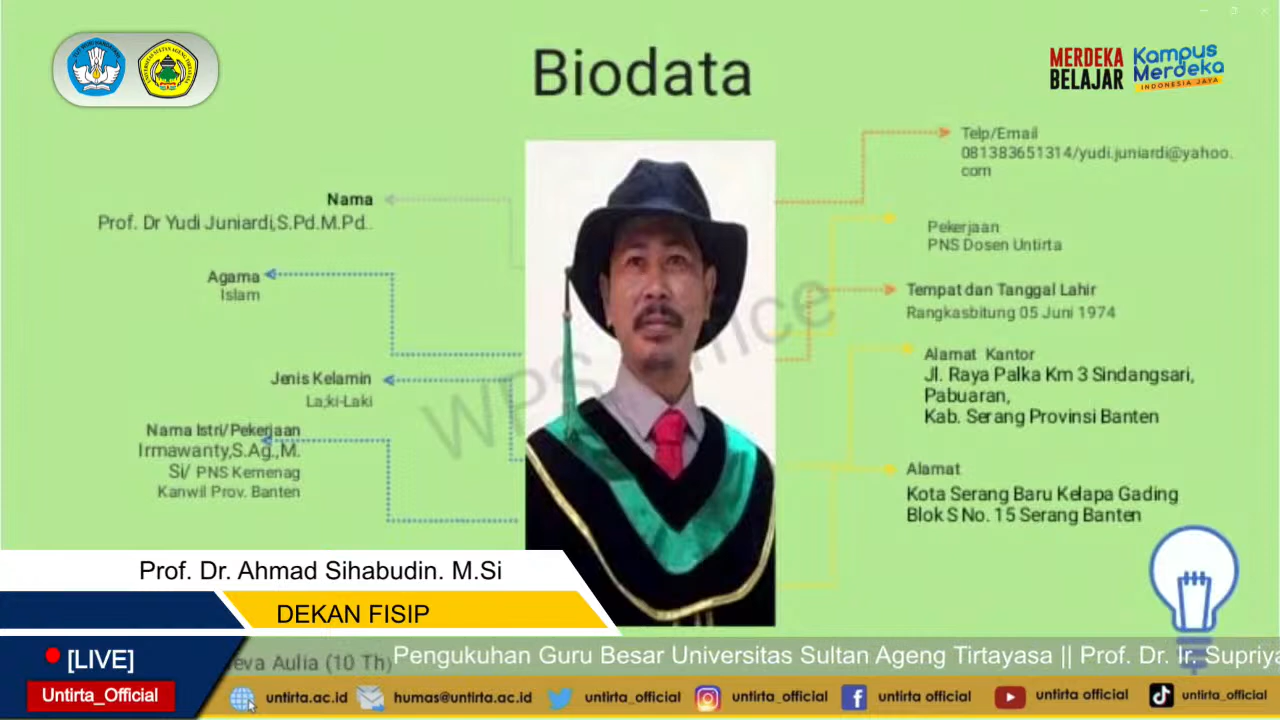 Biodata
MERDEKA
BELAJAR
Kampus
Merdeka
INDONESIA JAYA
Nama
Prof. Dr Yudi Juniardi,S.Pd.M.Pd..
Agama
Islam
Jenis Kelamin
La;ki-Laki
Nama Istri/Pekerjaan
Irmawanty,S.Ag.,M.
Si/ PNS Kemenag
Kanwil Prov. Banten
Telp/Email
081383651314/yudi.juniardi@yahoo.
com
Pekerjaan
PNS Dosen Untirta
Tempat dan Tanggal Lahir
Rangkasbitung 05 Juni 1974
Alamat Kantor
Jl. Raya Palka Km 3 Sindangsari,
Pabuaran,
Kab. Serang Provinsi Banten
Alamat
Kota Serang Baru Kelapa Gading
Blok S No. 15 Serang Banten
WPS Office
Prof. Dr. Ahmad Sihabudin. M.Si
DEKAN FISIP
[LIVE]
Aulia (10 Th)
Pengukuhan Guru Besar Universitas Sultan Ageng Tirtayasa || Prof. Dr. Ir. Supriya
Untirta_Official
untirta.ac.id
humas@untirta.ac.id
untirta_official
untirta_official
untirta official
untirta official
untirta_official